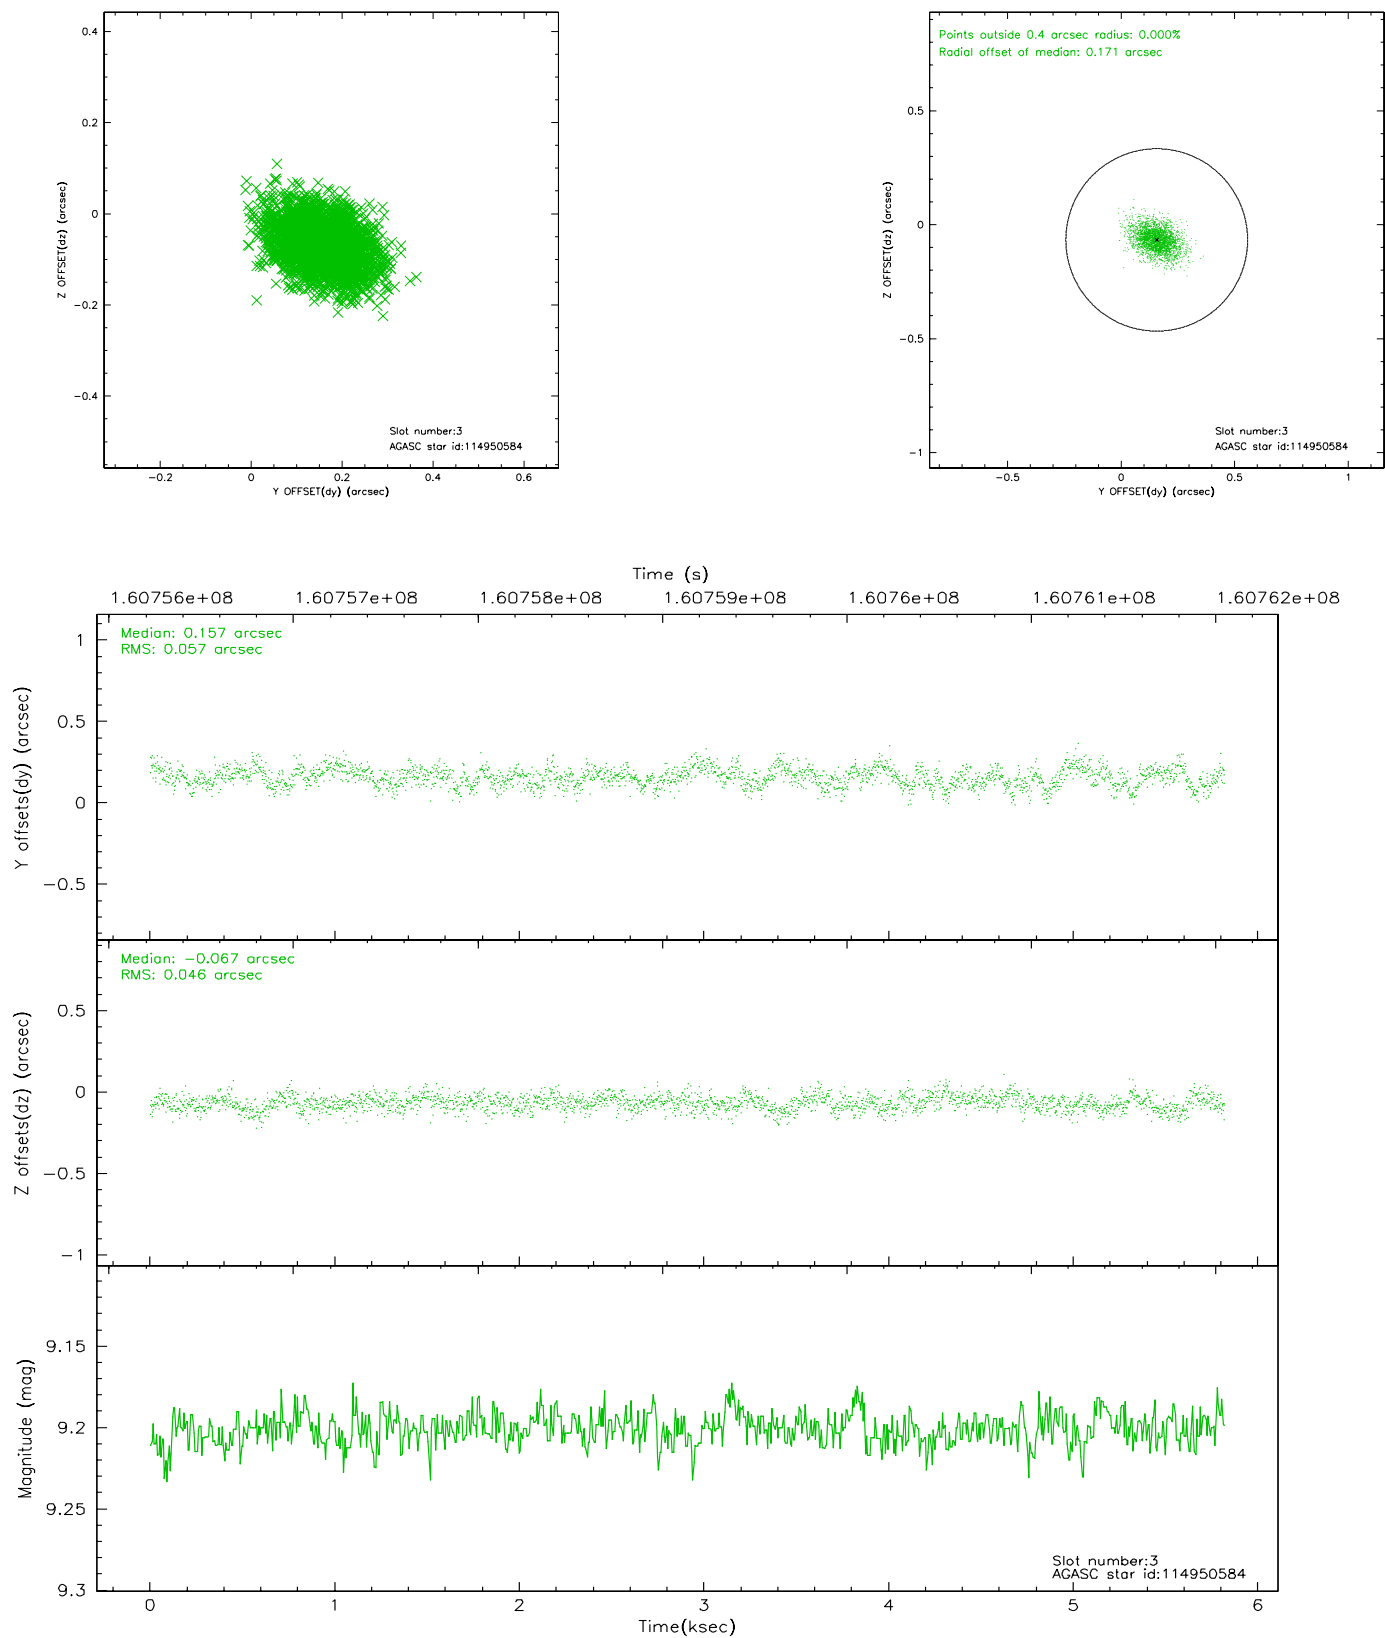 0.4
0.2
0
−0.2
−0.4
Z OFFSET(dz) (arcsec)
Slot number:3
AGASC star id:114950584
−0.2 0 0.2 0.4 0.6
Y OFFSET(dy) (arcsec)
Points outside 0.4 arcsec radius: 0.000%
Radial offset of median: 0.171 arcsec
0.5
0
−0.5
−1
Z OFFSET(dz) (arcsec)
Slot number:3
AGASC star id:114950584
−0.5 0 0.5 1
Y OFFSET(dy) (arcsec)
Time (s)
1.60756e+08 1.60757e+08 1.60758e+08 1.60759e+08 1.6076e+08 1.60761e+08 1.60762e+08
Median: 0.157 arcsec
RMS: 0.057 arcsec
1
0.5
0
−0.5
Y offsets(dy) (arcsec)
Median: −0.067 arcsec
RMS: 0.046 arcsec
0.5
0
−0.5
−1
Z offsets(dz) (arcsec)
9.15
9.2
9.25
9.3
Magnitude (mag)
Slot number:3
AGASC star id:114950584
0 1 2 3 4 5 6
Time(ksec)